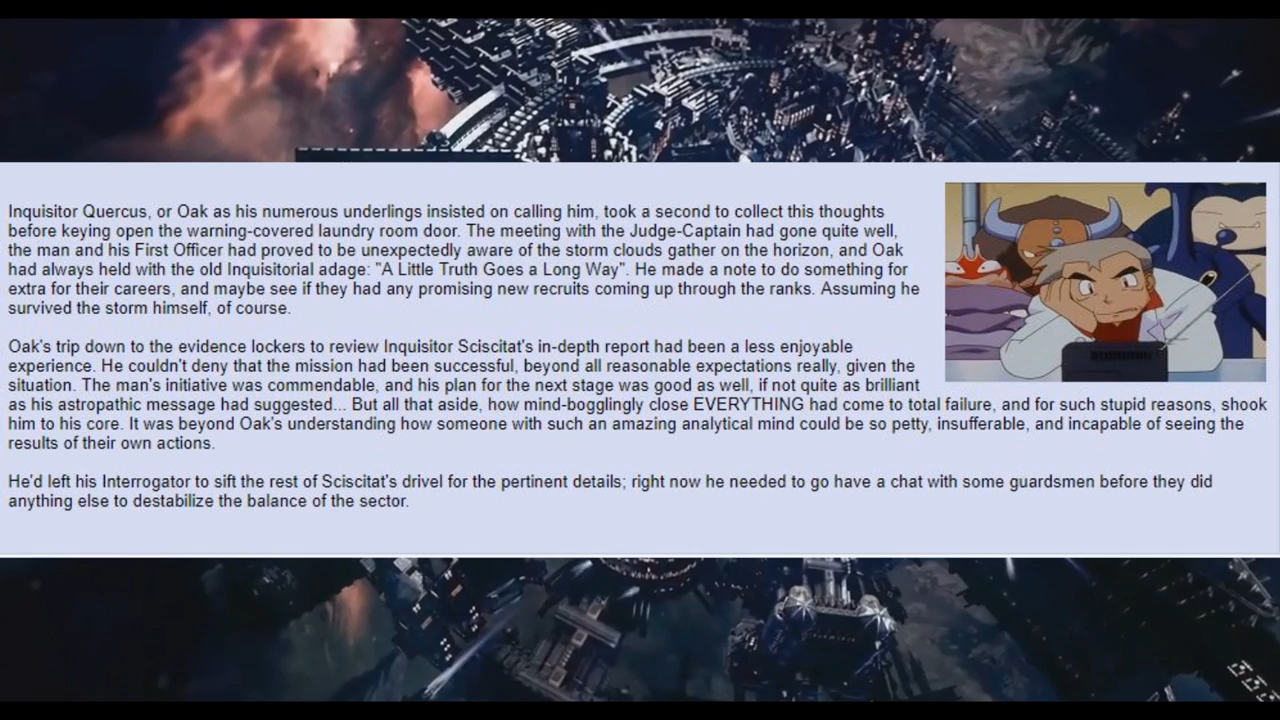 Inquisitor Quercus, or Oak as his numerous underlings insisted on calling him, took a second to collect this thoughts
before keying open the warning-covered laundry room door. The meeting with the Judge-Captain had gone quite well,
the man and his First Officer had proved to be unexpectedly aware of the storm clouds gather on the horizon, and Oak
had always held with the old Inquisitorial adage: "A Little Truth Goes a Long Way". He made a note to do something for
extra for their careers, and maybe see if they had any promising new recruits coming up through the ranks. Assuming he
survived the storm himself, of course.
Oak's trip down to the evidence lockers to review Inquisitor Sciscitat's in-depth report had been a less enjoyable
experience. He couldn't deny that the mission had been successful, beyond all reasonable expectations really, given the
situation. The man's initiative was commendable, and his plan for the next stage was good as well, if not quite as brilliant
as his astropathic message had suggested... But all that aside, how mind-bogglingly close EVERYTHING had come to total failure, and for such stupid reasons, shook
him to his core. It was beyond Oak's understanding how someone with such an amazing analytical mind could be so petty, insufferable, and incapable of seeing the
results of their own actions.
He'd left his Interrogator to sift the rest of Sciscitat's drivel for the pertinent details; right now he needed to go have a chat with some guardsmen before they did
anything else to destabilize the balance of the sector.